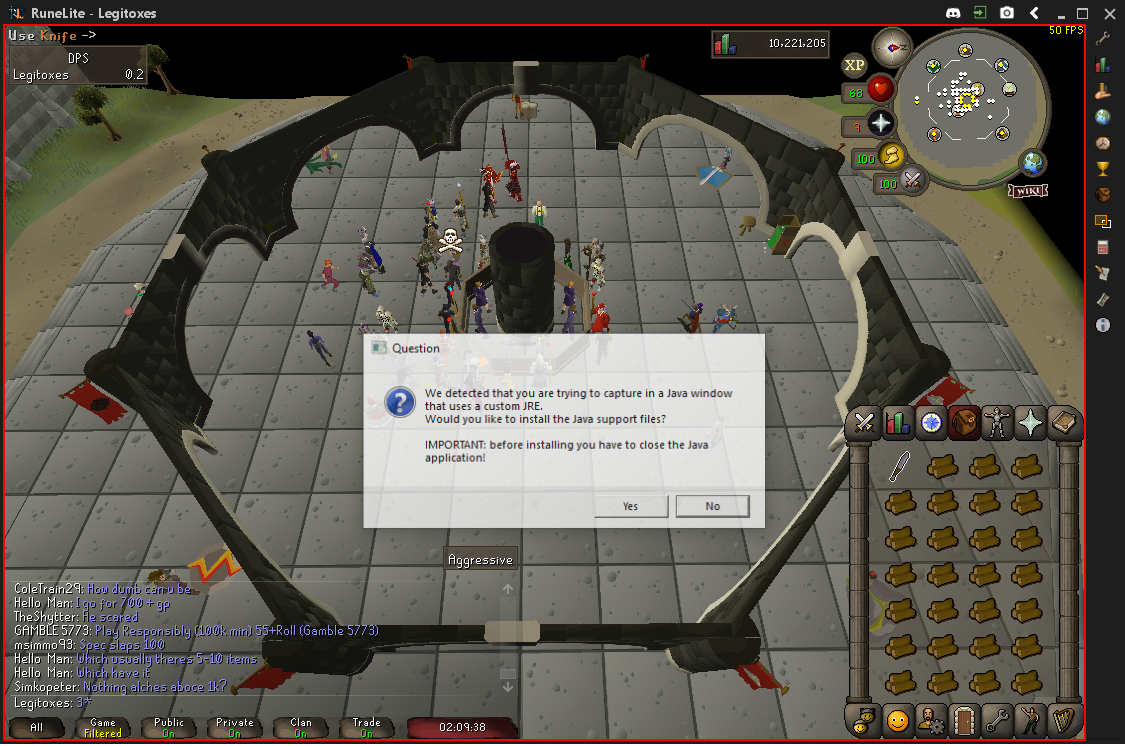 RuneLite - Legitoxes
Use Knife ->
50 FPS
DPS
Legitoxes 0.2
10,221,205
XP
68
9
100
100
WIKI
Question
We detected that you are trying to capture in a Java window
that uses a custom JRE.
Would you like to install the Java support files?
IMPORTANT: before installing you have to close the Java
application!
Yes
No
Aggressive
ColeTrain29: How dumb can u be
Hello Man: I go for 700 + gp
TheShytter: He scared
GAMBLE 5773: Play Responsibly (100k min) 55+Roll (Gamble 5773)
msimmo93: Spec slaps 100
Hello Man: Which usually theres 5-10 items
Hello Man: Which have it
Simkopeter: Nothing alches aboce 1k?
Legitoxes: 3*
All
Game
Filtered
Public
On
Private
On
Clan
On
Trade
On
02:09:38